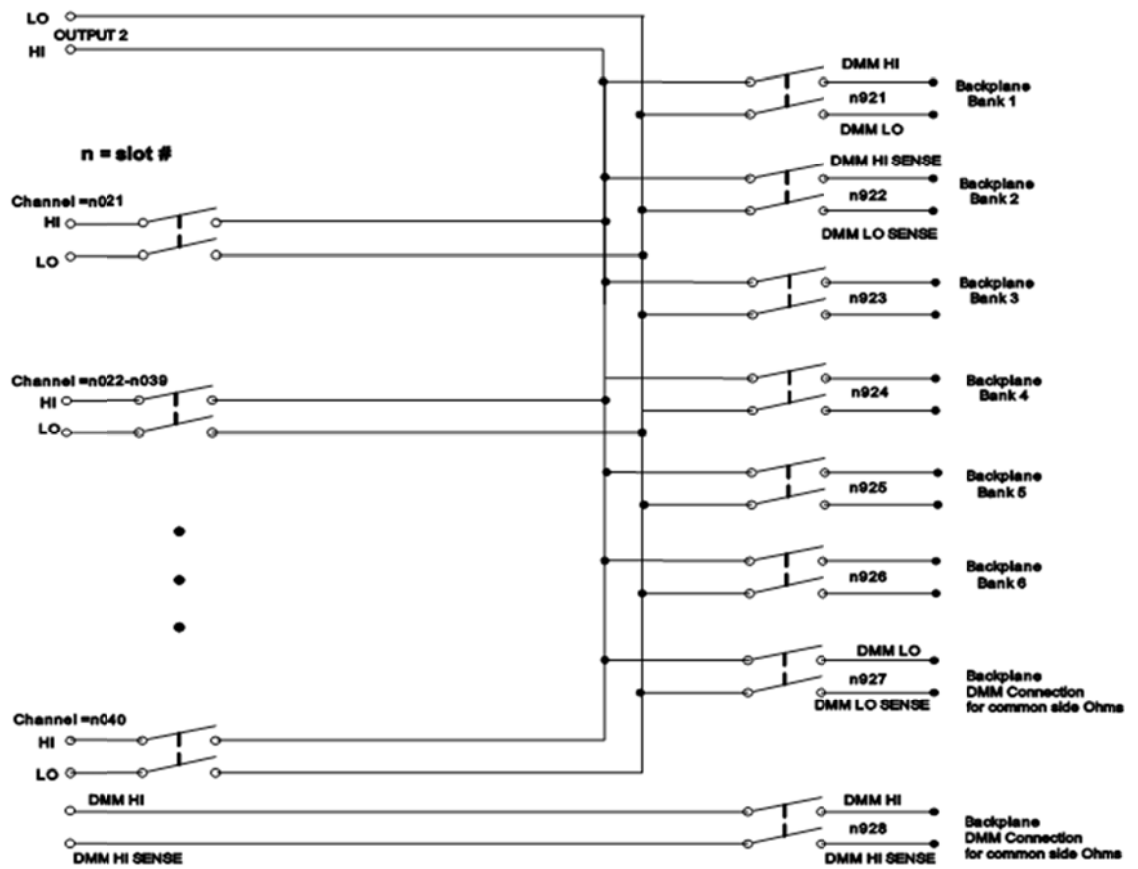 LO
OUTPUT 2
HI
n = slot #
Channel =n021
HI
LO
Channel =n022-n039
HI
LO
Channel =n040
HI
LO
DMM HI
DMM HI SENSE
DMM HI
n921
DMM LO
Backplane
Bank 1
DMM HI SENSE
n922
DMM LO SENSE
Backplane
Bank 2
n923
Backplane
Bank 3
n924
Backplane
Bank 4
n925
Backplane
Bank 5
n926
Backplane
Bank 6
DMM LO
n927
DMM LO SENSE
Backplane
DMM Connection
for common side Ohms
DMM HI
n928
DMM HI SENSE
Backplane
DMM Connection
for common side Ohms